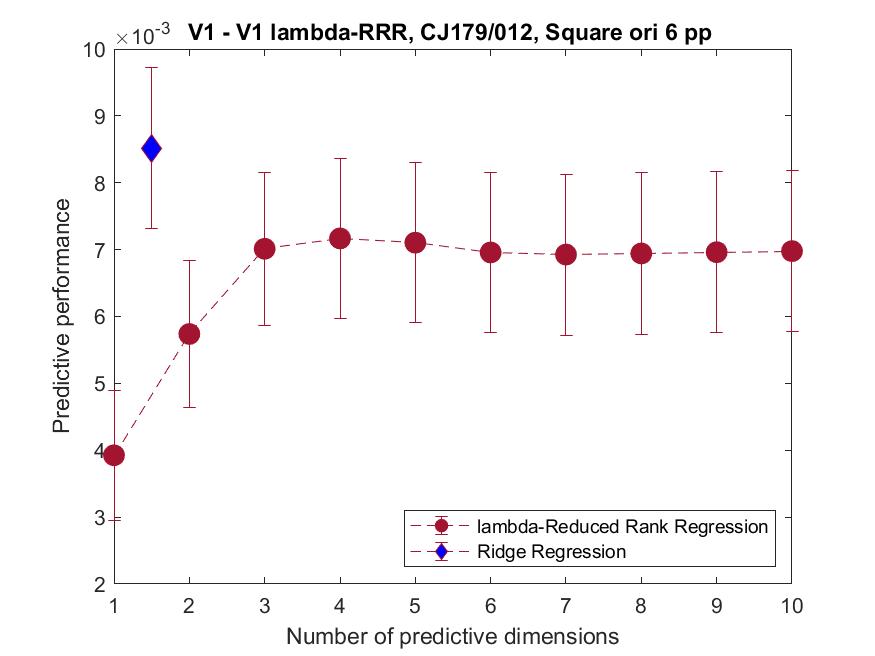 ×10⁻³
V1 - V1 lambda-RRR, CJ179/012, Square ori 6 pp
10
9
8
7
6
5
4
3
2
Predictive performance
lambda-Reduced Rank Regression
Ridge Regression
1 2 3 4 5 6 7 8 9 10
Number of predictive dimensions